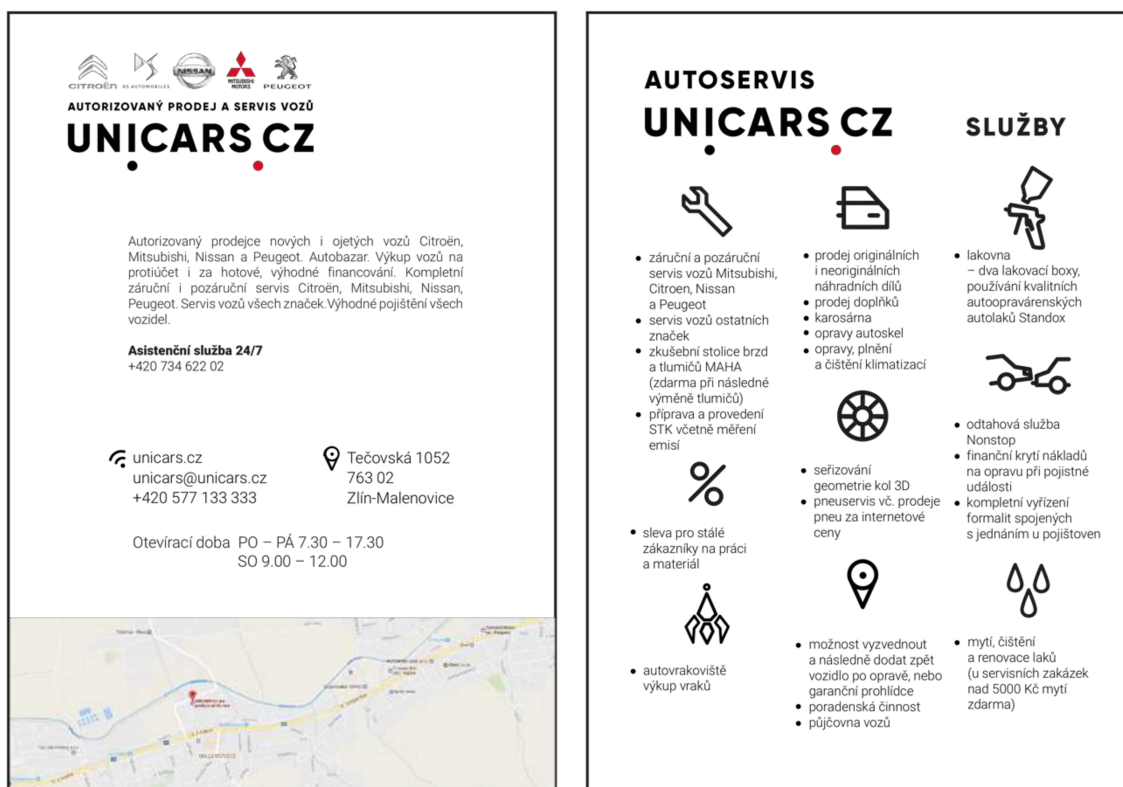 CITROËN DS AUTOMOBILES NISSAN MITSUBISHI MOTORS PEUGEOT
AUTORIZOVANÝ PRODEJ A SERVIS VOZŮ
UNICARS.CZ
Autorizovaný prodejce nových i ojetých vozů Citroën,
Mitsubishi, Nissan a Peugeot. Autobazar. Výkup vozů na
protiúčet i za hotové, výhodné financování. Kompletní
záruční i pozáruční servis Citroën, Mitsubishi, Nissan,
Peugeot. Servis vozů všech značek.Výhodné pojištění všech
vozidel.
Asistenční služba 24/7
+420 734 622 02
unicars.cz
unicars@unicars.cz
+420 577 133 333
Tečovská 1052
763 02
Zlín-Malenovice
Otevírací doba PO – PÁ 7.30 – 17.30
SO 9.00 – 12.00
MALENOVICE
AUTOSERVIS
UNICARS.CZ
SLUŽBY
• záruční a pozáruční
servis vozů Mitsubishi,
Citroen, Nissan
a Peugeot
• servis vozů ostatních
značek
• zkušební stolice brzd
a tlumičů MAHA
(zdarma při následné
výměně tlumičů)
• příprava a provedení
STK včetně měření
emisí
• sleva pro stálé
zákazníky na práci
a materiál
• autovrakoviště
výkup vraků
• prodej originálních
i neoriginálních
náhradních dílů
• prodej doplňků
• karosárna
• opravy autoskel
• opravy, plnění
a čištění klimatizací
• seřizování
geometrie kol 3D
• pneuservis vč. prodeje
pneu za internetové
ceny
• možnost vyzvednout
a následně dodat zpět
vozidlo po opravě, nebo
garanční prohlídce
• poradenská činnost
• půjčovna vozů
• lakovna
– dva lakovací boxy,
používání kvalitních
autoopravárenských
autolaků Standox
• odtahová služba
Nonstop
• finanční krytí nákladů
na opravu při pojistné
události
• kompletní vyřízení
formalit spojených
s jednáním u pojištoven
• mytí, čištění
a renovace laků
(u servisních zakázek
nad 5000 Kč mytí
zdarma)